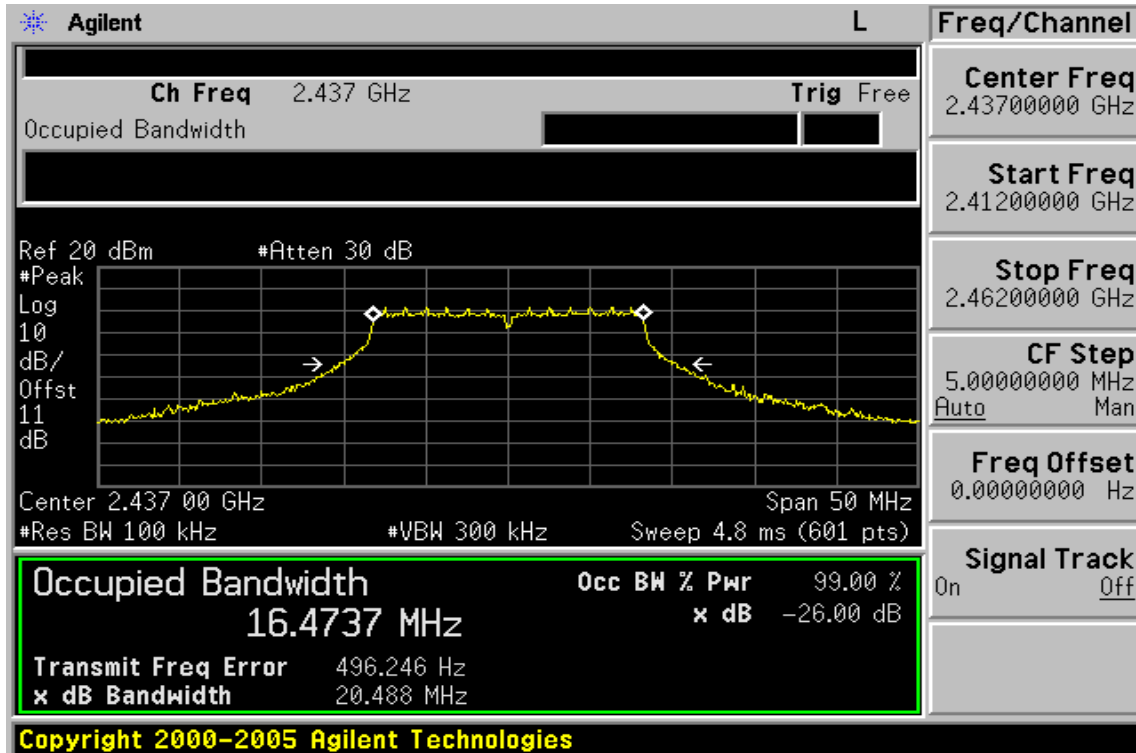 Agilent L Freq/Channel
Ch Freq 2.437 GHz Trig Free
Occupied Bandwidth
Center Freq
2.43700000 GHz
Start Freq
2.41200000 GHz
Stop Freq
2.46200000 GHz
CF Step
5.00000000 MHz
Auto Man
Freq Offset
0.00000000 Hz
Signal Track
On Off
Ref 20 dBm #Atten 30 dB
#Peak
Log
10
dB/
Offst
11
dB
Center 2.437 00 GHz Span 50 MHz
#Res BW 100 kHz #VBW 300 kHz Sweep 4.8 ms (601 pts)
Occupied Bandwidth Occ BW % Pwr 99.00 %
16.4737 MHz x dB -26.00 dB
Transmit Freq Error 496.246 Hz
x dB Bandwidth 20.488 MHz
Copyright 2000-2005 Agilent Technologies